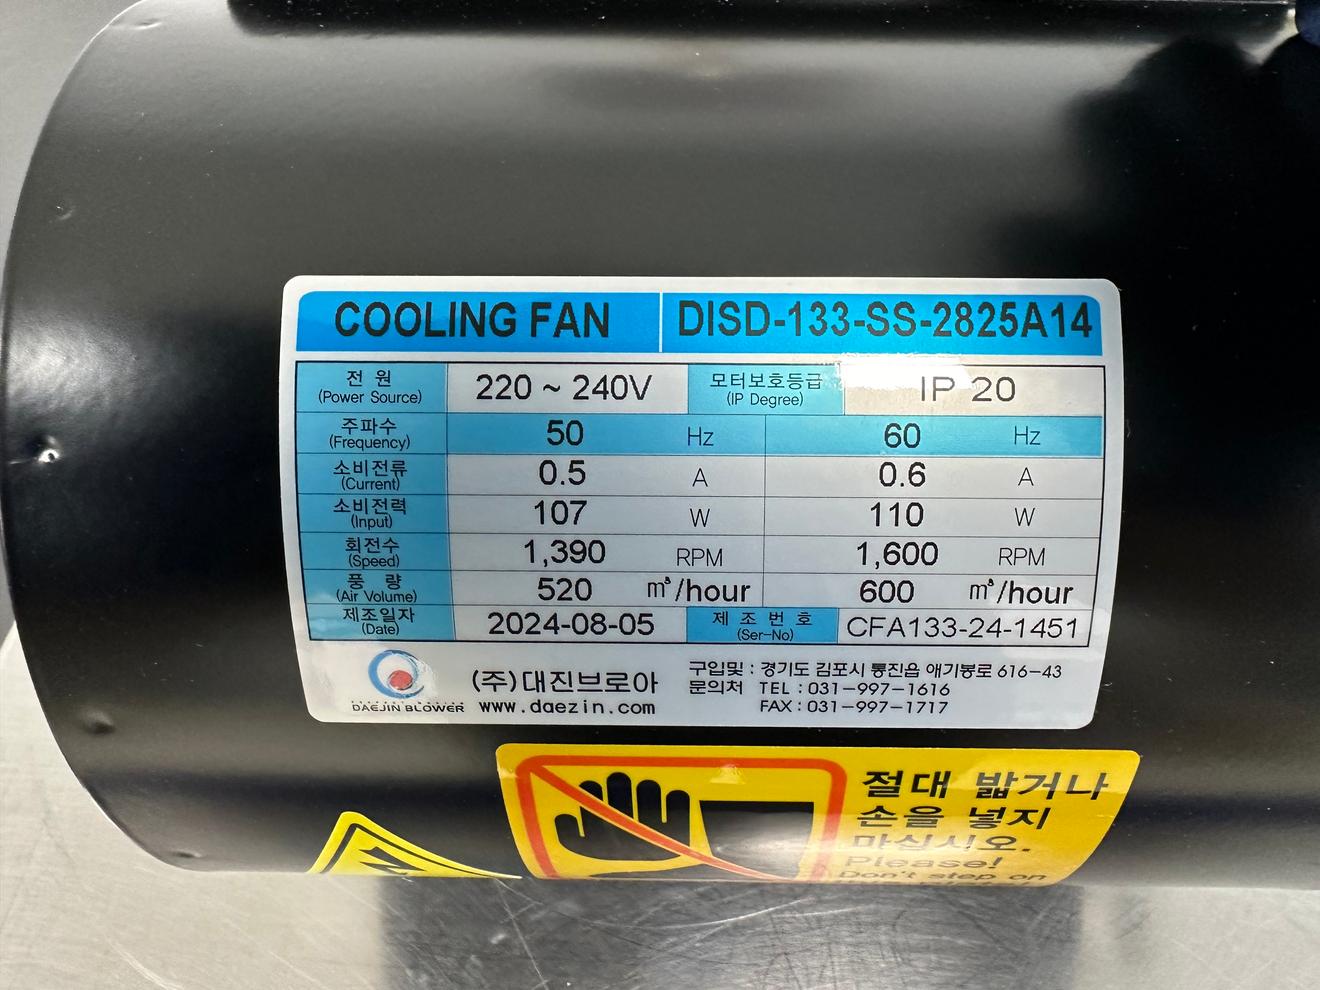 COOLING FAN DISD-133-SS-2825A14
전 원 (Power Source) 220 ~ 240V 모터보호등급 (IP Degree) IP 20
주파수 (Frequency) 50 Hz 60 Hz
소비전류 (Current) 0.5 A 0.6 A
소비전력 (Input) 107 W 110 W
회전수 (Speed) 1,390 RPM 1,600 RPM
풍 량 (Air Volume) 520 m³/hour 600 m³/hour
제조일자 (Date) 2024-08-05 제 조 번 호 (Ser-No) CFA133-24-1451
DAEJIN BLOWER
(주)대진브로아
www.daezin.com
구입및 : 경기도 김포시 통진읍 애기봉로 616-43
문의처 TEL : 031-997-1616
FAX : 031-997-1717
절대 밟거나
손을 넣지
마십시오.
Please!
Don't step on